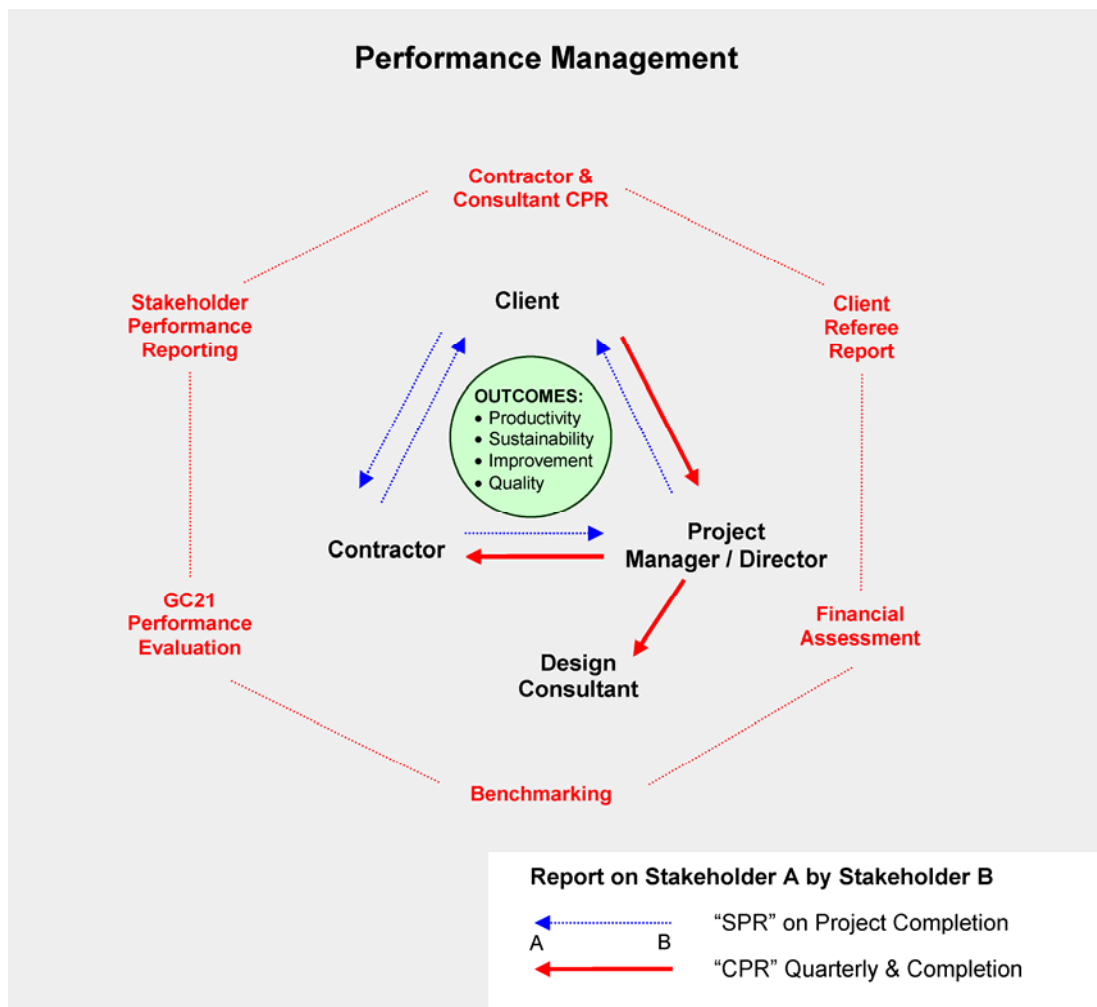 Performance Management
Contractor &
Consultant CPR
Stakeholder
Performance
Reporting
Client
Client
Referee
Report
OUTCOMES:
• Productivity
• Sustainability
• Improvement
• Quality
Contractor
Project
Manager / Director
GC21
Performance
Evaluation
Financial
Assessment
Design
Consultant
Benchmarking
Report on Stakeholder A by Stakeholder B
"SPR" on Project Completion
A B
"CPR" Quarterly & Completion